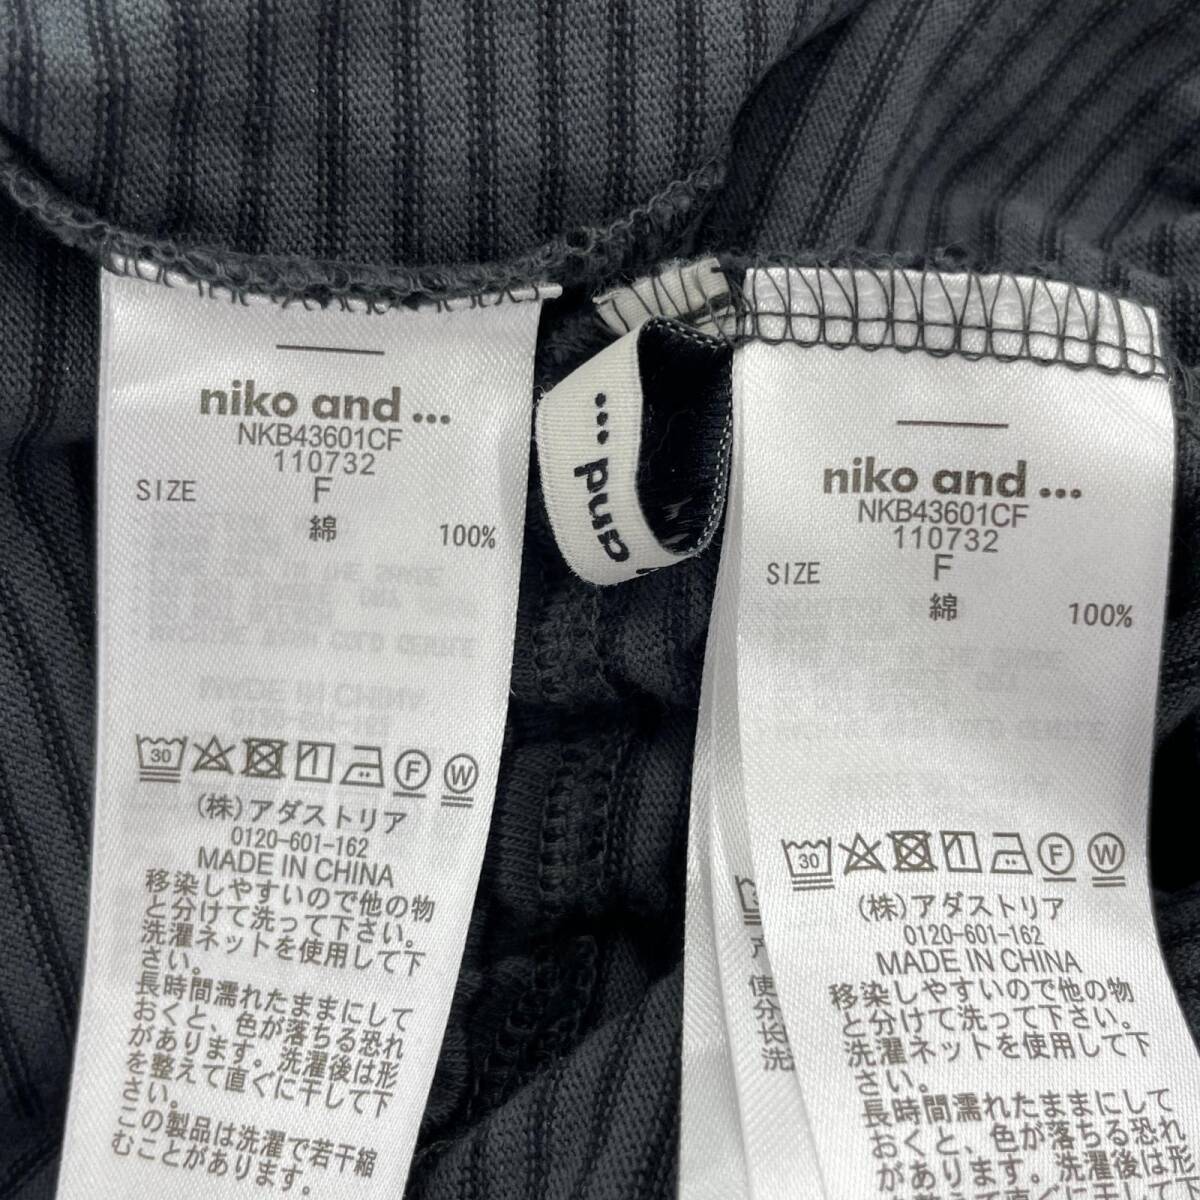 niko and ...
NKB43601CF
110732
SIZE F
綿 100%
30
F
W
(株)アダストリア
0120-601-162
MADE IN CHINA
移染しやすいので他の物
と分けて洗って下さい。
洗濯ネットを使用して下
さい。
長時間濡れたままにして
おくと、色が落ちる恐れ
があります。洗濯後は形
を整えて直ぐに干して下
さい。
この製品は洗濯で若干縮
むことがあります。
and ...
niko and ...
NKB43601CF
110732
SIZE F
綿 100%
30
F
W
(株)アダストリア
0120-601-162
MADE IN CHINA
移染しやすいので他の物
と分けて洗って下さい。
洗濯ネットを使用して下
さい。
長時間濡れたままにして
おくと、色が落ちる恐れ
があります。洗濯後は形
使
分
长
洗